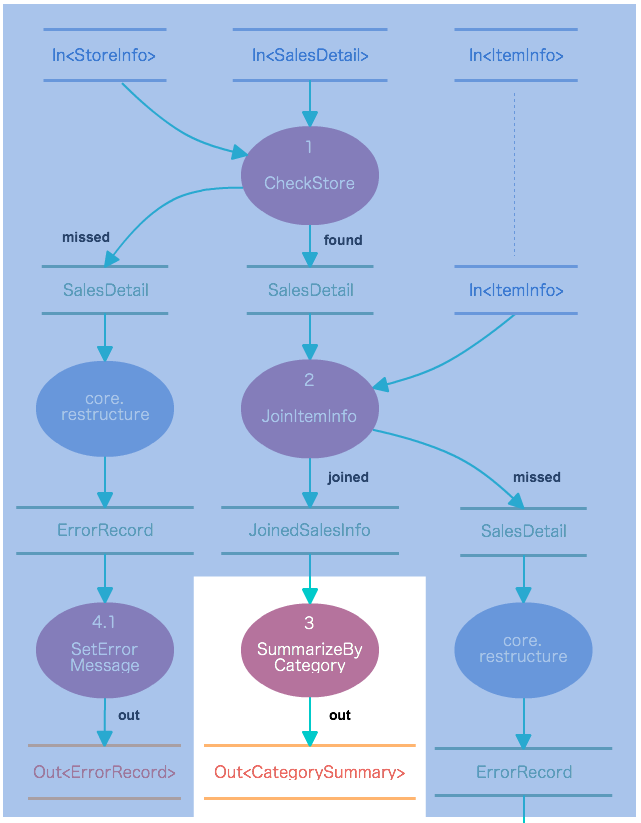 In<StoreInfo>
In<SalesDetail>
In<ItemInfo>
1
CheckStore
missed
found
SalesDetail
SalesDetail
In<ItemInfo>
core.
restructure
2
JoinItemInfo
joined
missed
ErrorRecord
JoinedSalesInfo
SalesDetail
4.1
SetError
Message
3
SummarizeBy
Category
core.
restructure
out
out
Out<ErrorRecord>
Out<CategorySummary>
ErrorRecord